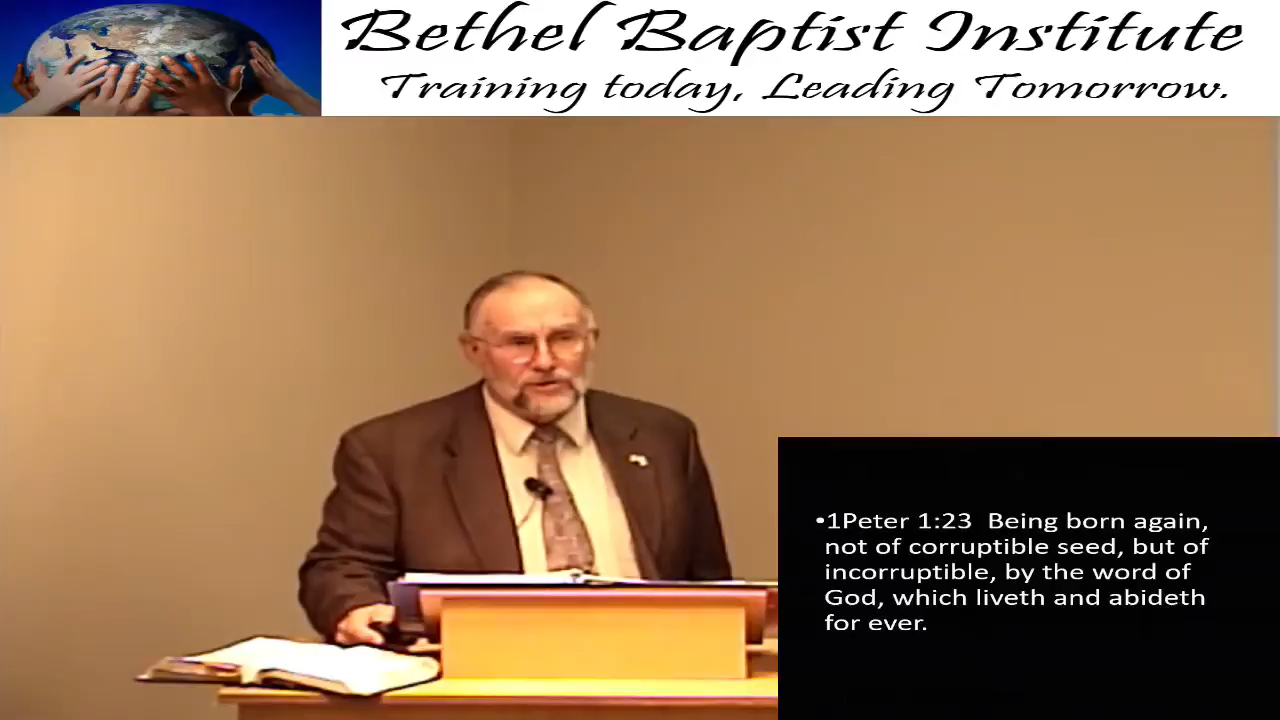 Bethel Baptist Institute
Training today, Leading Tomorrow.
•1Peter 1:23  Being born again,
not of corruptible seed, but of
incorruptible, by the word of
God, which liveth and abideth
for ever.